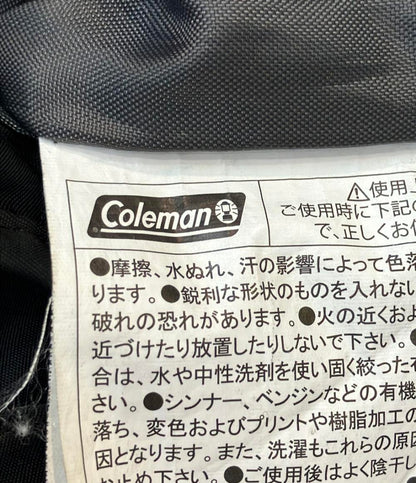 Coleman
⚠使用
ご使用時に下記の
で、正しくお
●摩擦、水ぬれ、汗の影響によって色落
ります。●鋭利な形状のものを入れない
破れの恐れがあります。●火の近くおよ
近づけたり放置したりしないで下さい。●
合は、水や中性洗剤を使い固く絞った
さい。●シンナー、ベンジンなどの有機
落ち、変色およびプリントや樹脂加工の
因となります。また、洗濯もこれらの原因
お止め下さい。●ご使用後はよく陰干し